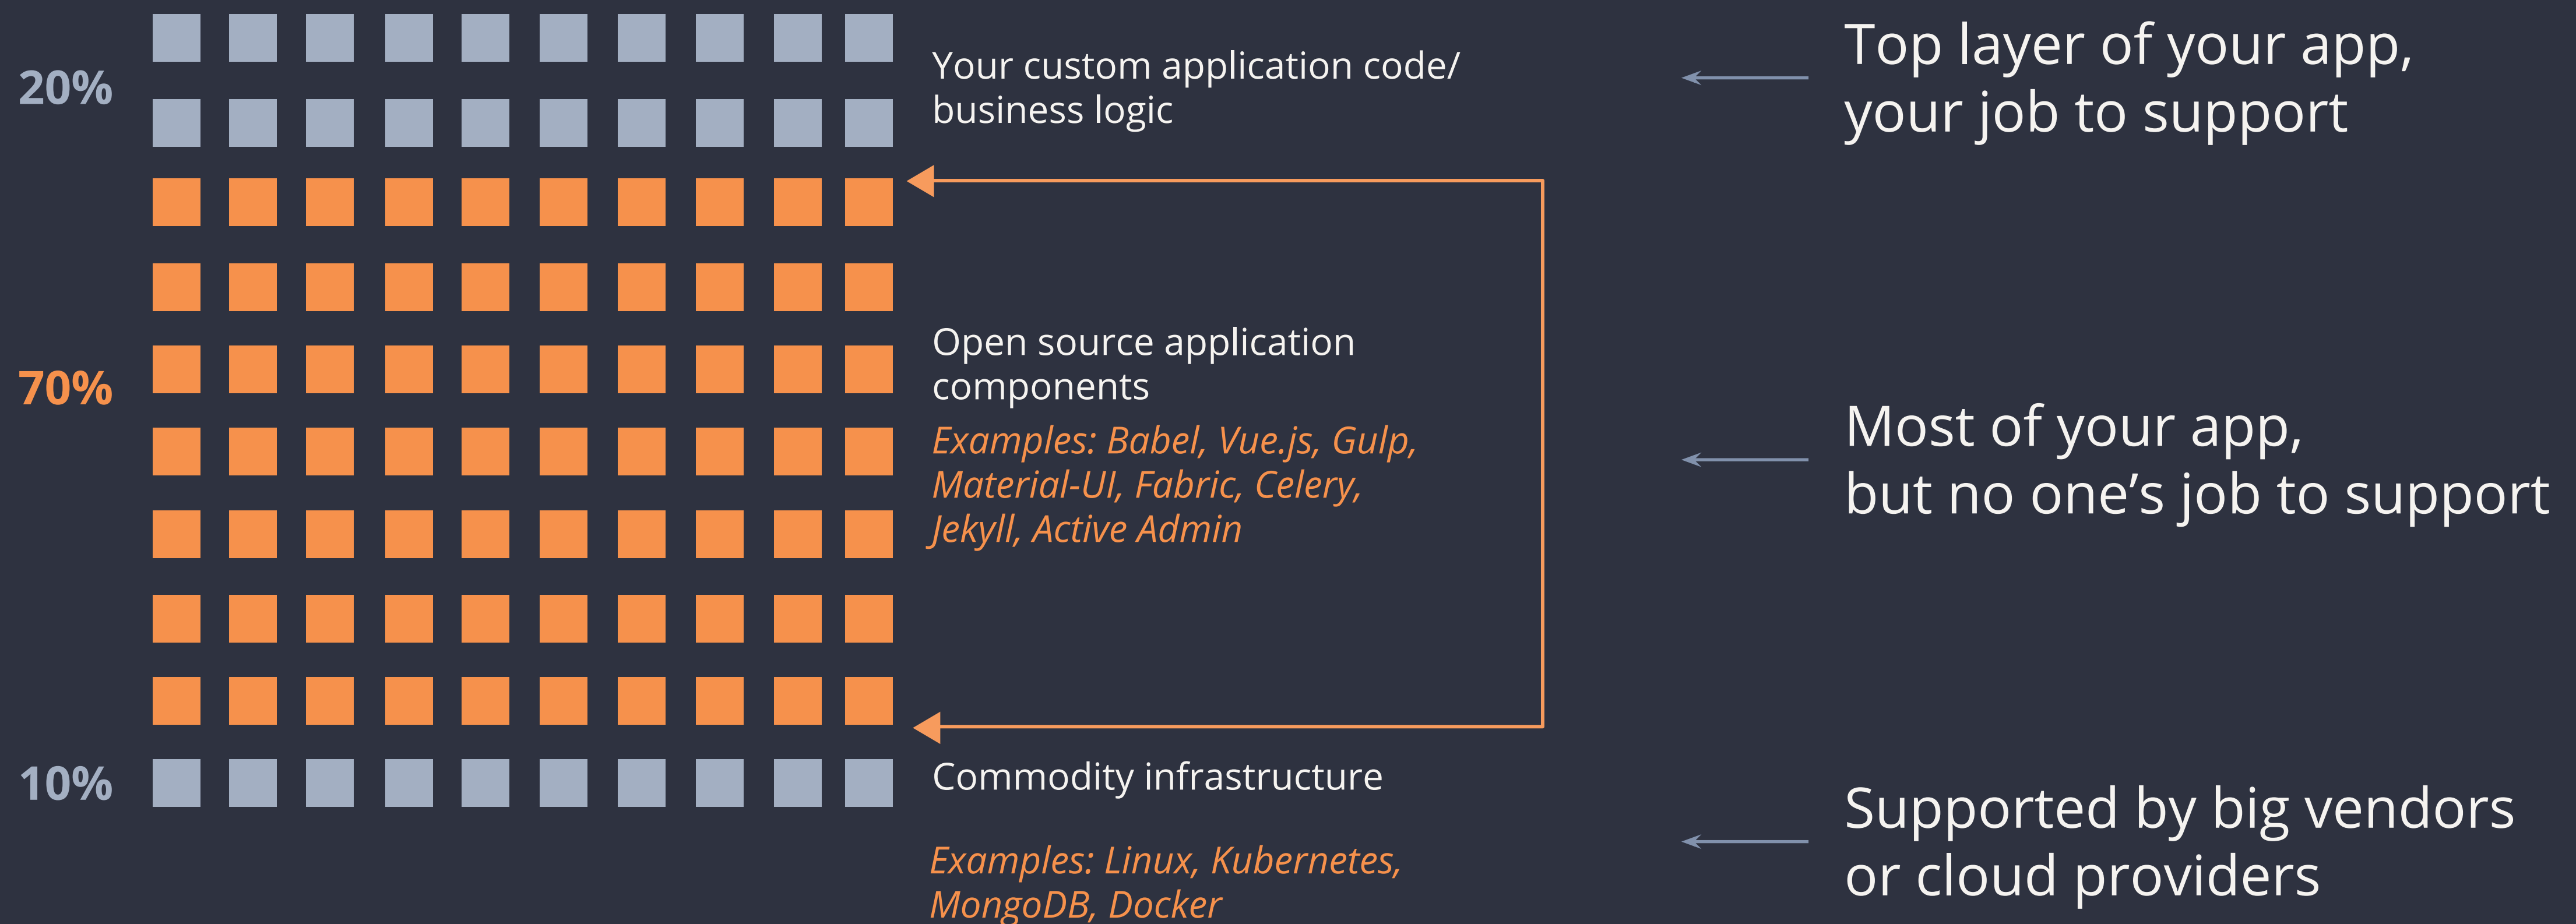 20%
Your custom application code/
business logic
Top layer of your app,
your job to support
70%
Open source application
components
Examples: Babel, Vue.js, Gulp,
Material-UI, Fabric, Celery,
Jekyll, Active Admin
Most of your app,
but no one’s job to support
10%
Commodity infrastructure
Examples: Linux, Kubernetes,
MongoDB, Docker
Supported by big vendors
or cloud providers